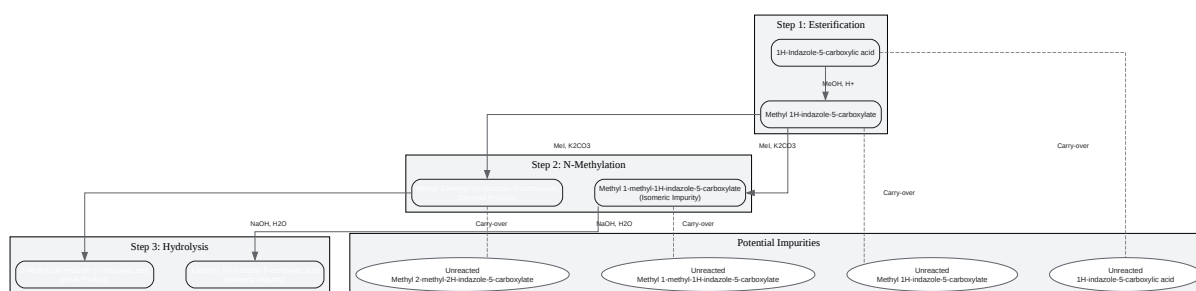 Step 1: Esterification
1H-Indazole-5-carboxylic acid
MeOH, H+
Methyl 1H-indazole-5-carboxylate
MeI, K2CO3
MeI, K2CO3
Carry-over
Step 2: N-Methylation
Methyl 1-methyl-1H-indazole-5-carboxylate
(Isomeric Impurity)
Carry-over
NaOH, H2O
Carry-over
NaOH, H2O
Carry-over
Step 3: Hydrolysis
Potential Impurities
Unreacted
Methyl 2-methyl-2H-indazole-5-carboxylate
Unreacted
Methyl 1-methyl-1H-indazole-5-carboxylate
Unreacted
Methyl 1H-indazole-5-carboxylate
Unreacted
1H-indazole-5-carboxylic acid